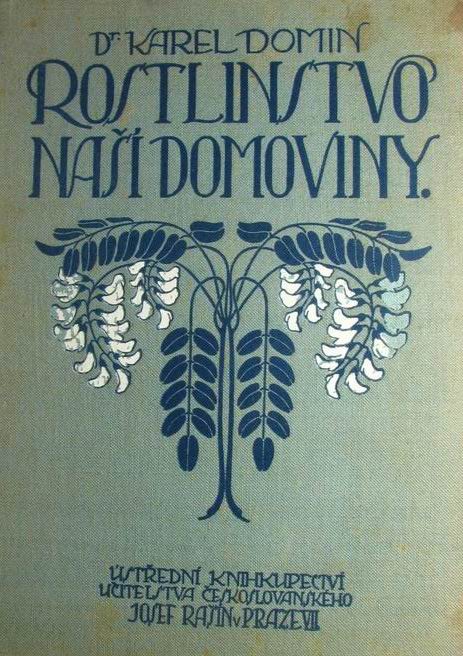 Dr. KAREL DOMIN
ROSTLINSTVO
NAŠÍ DOMOVINY.
ÚSTŘEDNÍ KNIHKUPECTVÍ
UČITELSTVA ČESKOSLOVANSKÉHO
JOSEF RAŠÍN V PRAZE VII